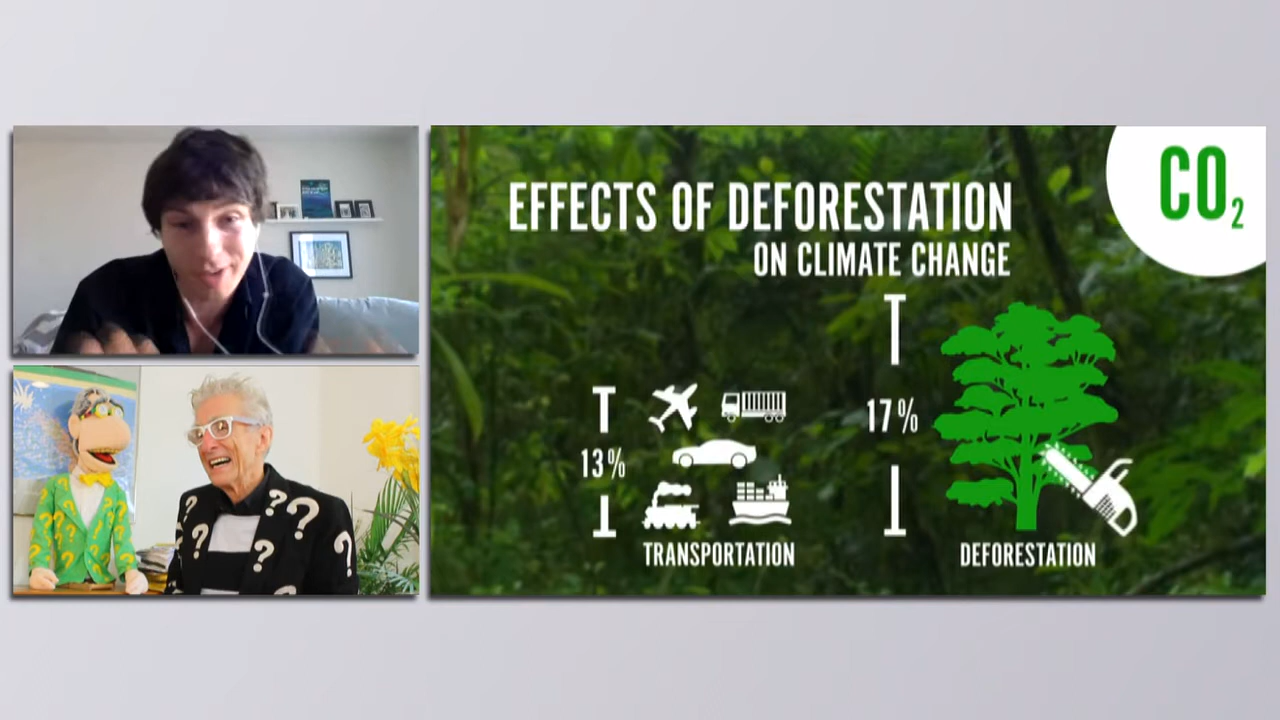 EFFECTS OF DEFORESTATION
ON CLIMATE CHANGE
CO2
13%
TRANSPORTATION
17%
DEFORESTATION